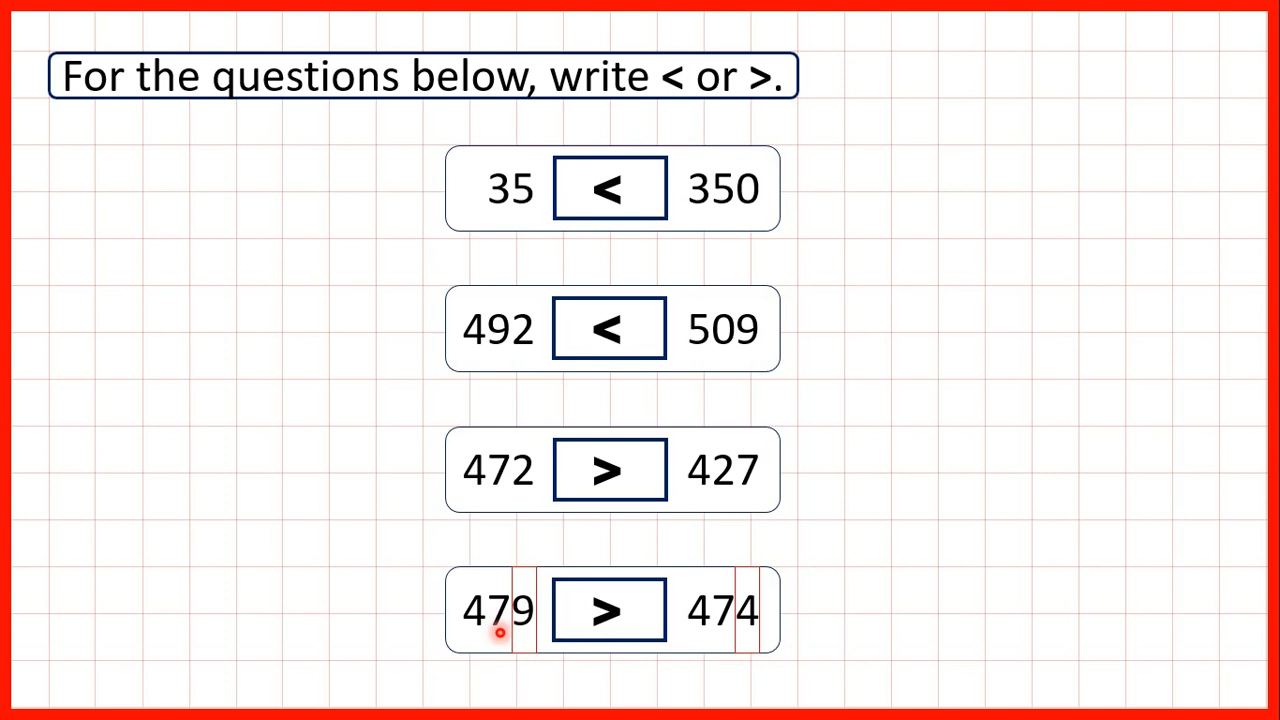 For the questions below, write < or >.
35 < 350
492 < 509
472 > 427
479 > 474